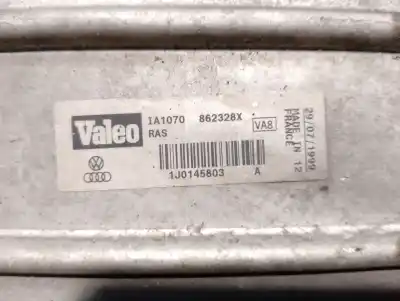 Valeo
IA1070 862328X
RAS
VA8
1J0145803 A
29/07/1999
MADE IN 12
FRANCE